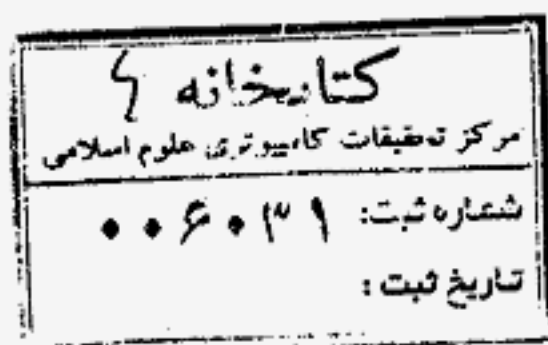 کتابخانه
مرکز تحقیقات کامپیوتری علوم اسلامی
شماره ثبت: ۰۰۶۰۳۱
تاریخ ثبت: